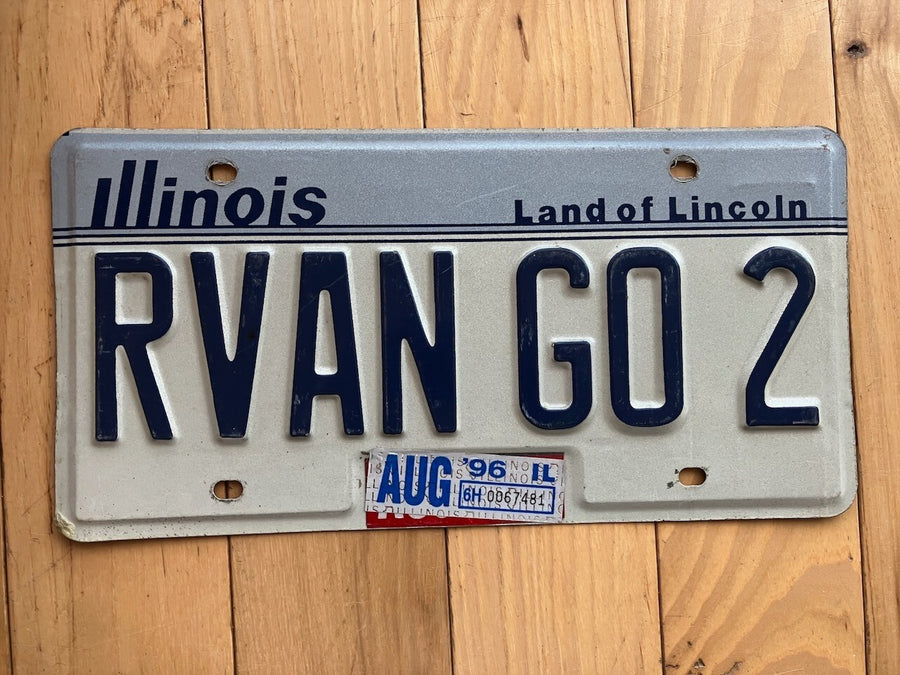 Illinois Land of Lincoln
RVAN GO 2
AUG '96 IL
6H 0067481